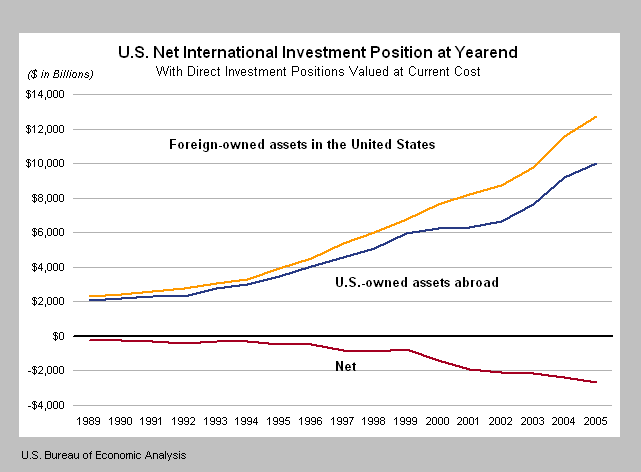 U.S. Net International Investment Position at Yearend
($ in Billions)
With Direct Investment Positions Valued at Current Cost
$14,000
$12,000
Foreign-owned assets in the United States
$10,000
$8,000
$6,000
$4,000
U.S.-owned assets abroad
$2,000
$0
Net
-$2,000
-$4,000
1989 1990 1991 1992 1993 1994 1995 1996 1997 1998 1999 2000 2001 2002 2003 2004 2005
U.S. Bureau of Economic Analysis